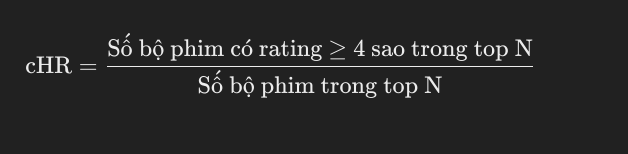 cHR = Số bộ phim có rating ≥ 4 sao trong top N
Số bộ phim trong top N